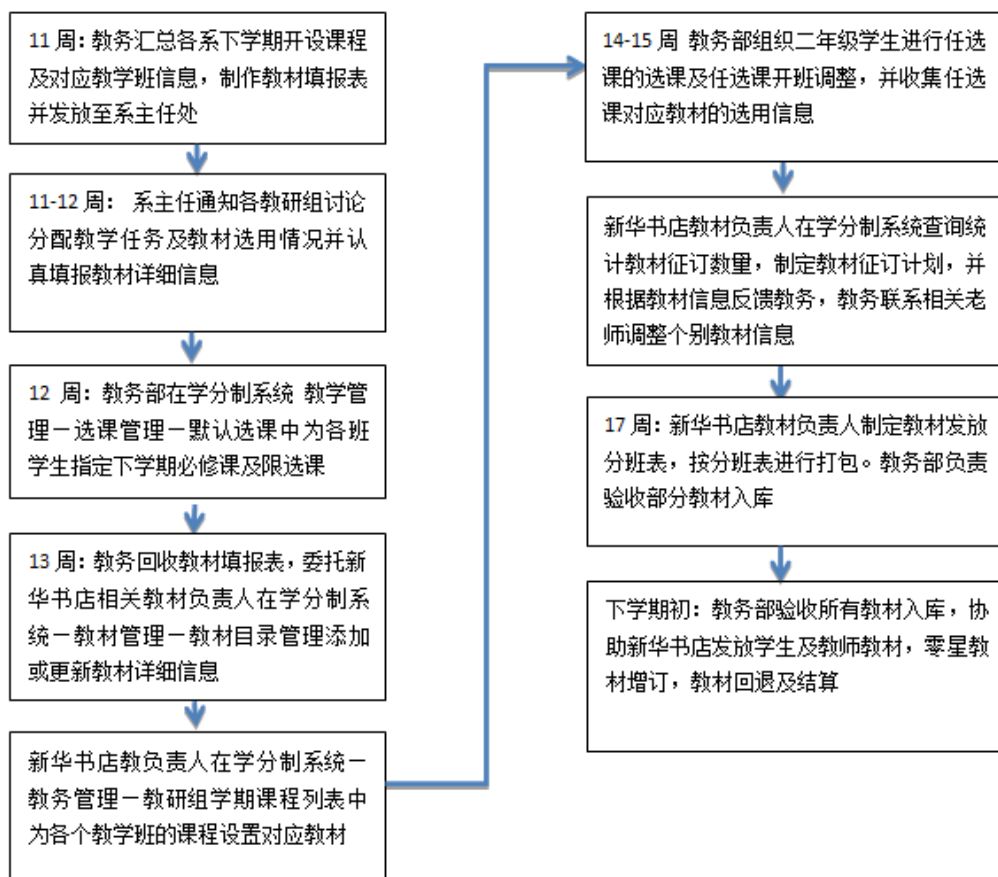 11 周：教务汇总各系下学期开设课程
及对应教学班信息，制作教材填报表
并发放至系主任处
11-12 周： 系主任通知各教研组讨论
分配教学任务及教材选用情况并认
真填报教材详细信息
12 周：教务部在学分制系统 教学管
理—选课管理—默认选课中为各班
学生指定下学期必修课及限选课
13 周：教务回收教材填报表，委托新
华书店相关教材负责人在学分制系
统—教材管理—教材目录管理添加
或更新教材详细信息
新华书店教负责人在学分制系统—
教务管理—教研组学期课程列表中
为各个教学班的课程设置对应教材
14-15 周 教务部组织二年级学生进行任选
课的选课及任选课开班调整，并收集任选
课对应教材的选用信息
新华书店教材负责人在学分制系统查询统
计教材征订数量，制定教材征订计划，并
根据教材信息反馈教务，教务联系相关老
师调整个别教材信息
17 周：新华书店教材负责人制定教材发放
分班表，按分班表进行打包。教务部负责
验收部分教材入库
下学期初：教务部验收所有教材入库，协
助新华书店发放学生及教师教材，零星教
材增订，教材回退及结算